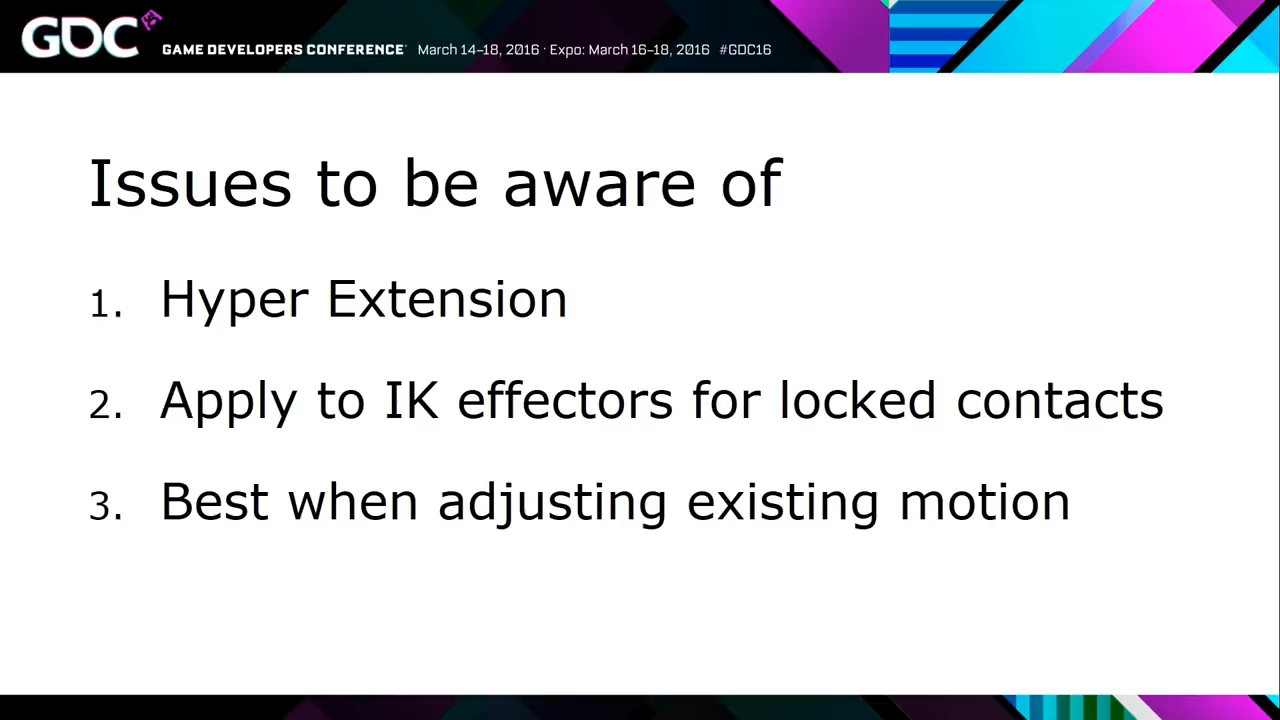 GDC
GAME DEVELOPERS CONFERENCE March 14–18, 2016 · Expo: March 16–18, 2016 #GDC16
Issues to be aware of
1. Hyper Extension
2. Apply to IK effectors for locked contacts
3. Best when adjusting existing motion